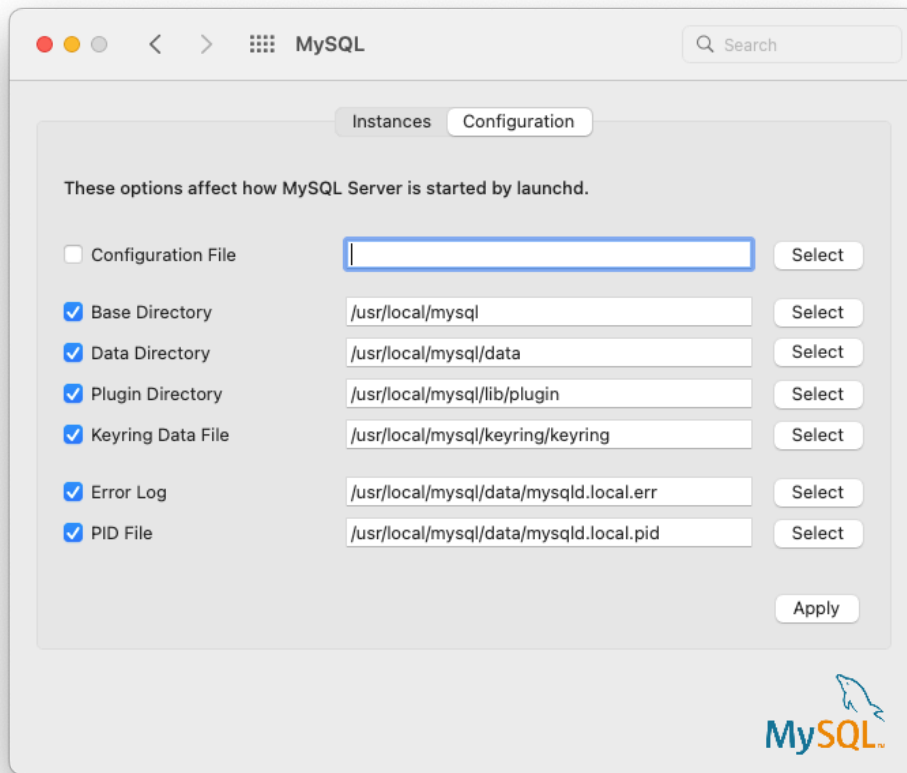 MySQL
Search
Instances
Configuration
These options affect how MySQL Server is started by launchd.
Configuration File
Select
Base Directory
/usr/local/mysql
Select
Data Directory
/usr/local/mysql/data
Select
Plugin Directory
/usr/local/mysql/lib/plugin
Select
Keyring Data File
/usr/local/mysql/keyring/keyring
Select
Error Log
/usr/local/mysql/data/mysqld.local.err
Select
PID File
/usr/local/mysql/data/mysqld.local.pid
Select
Apply
MySQL™